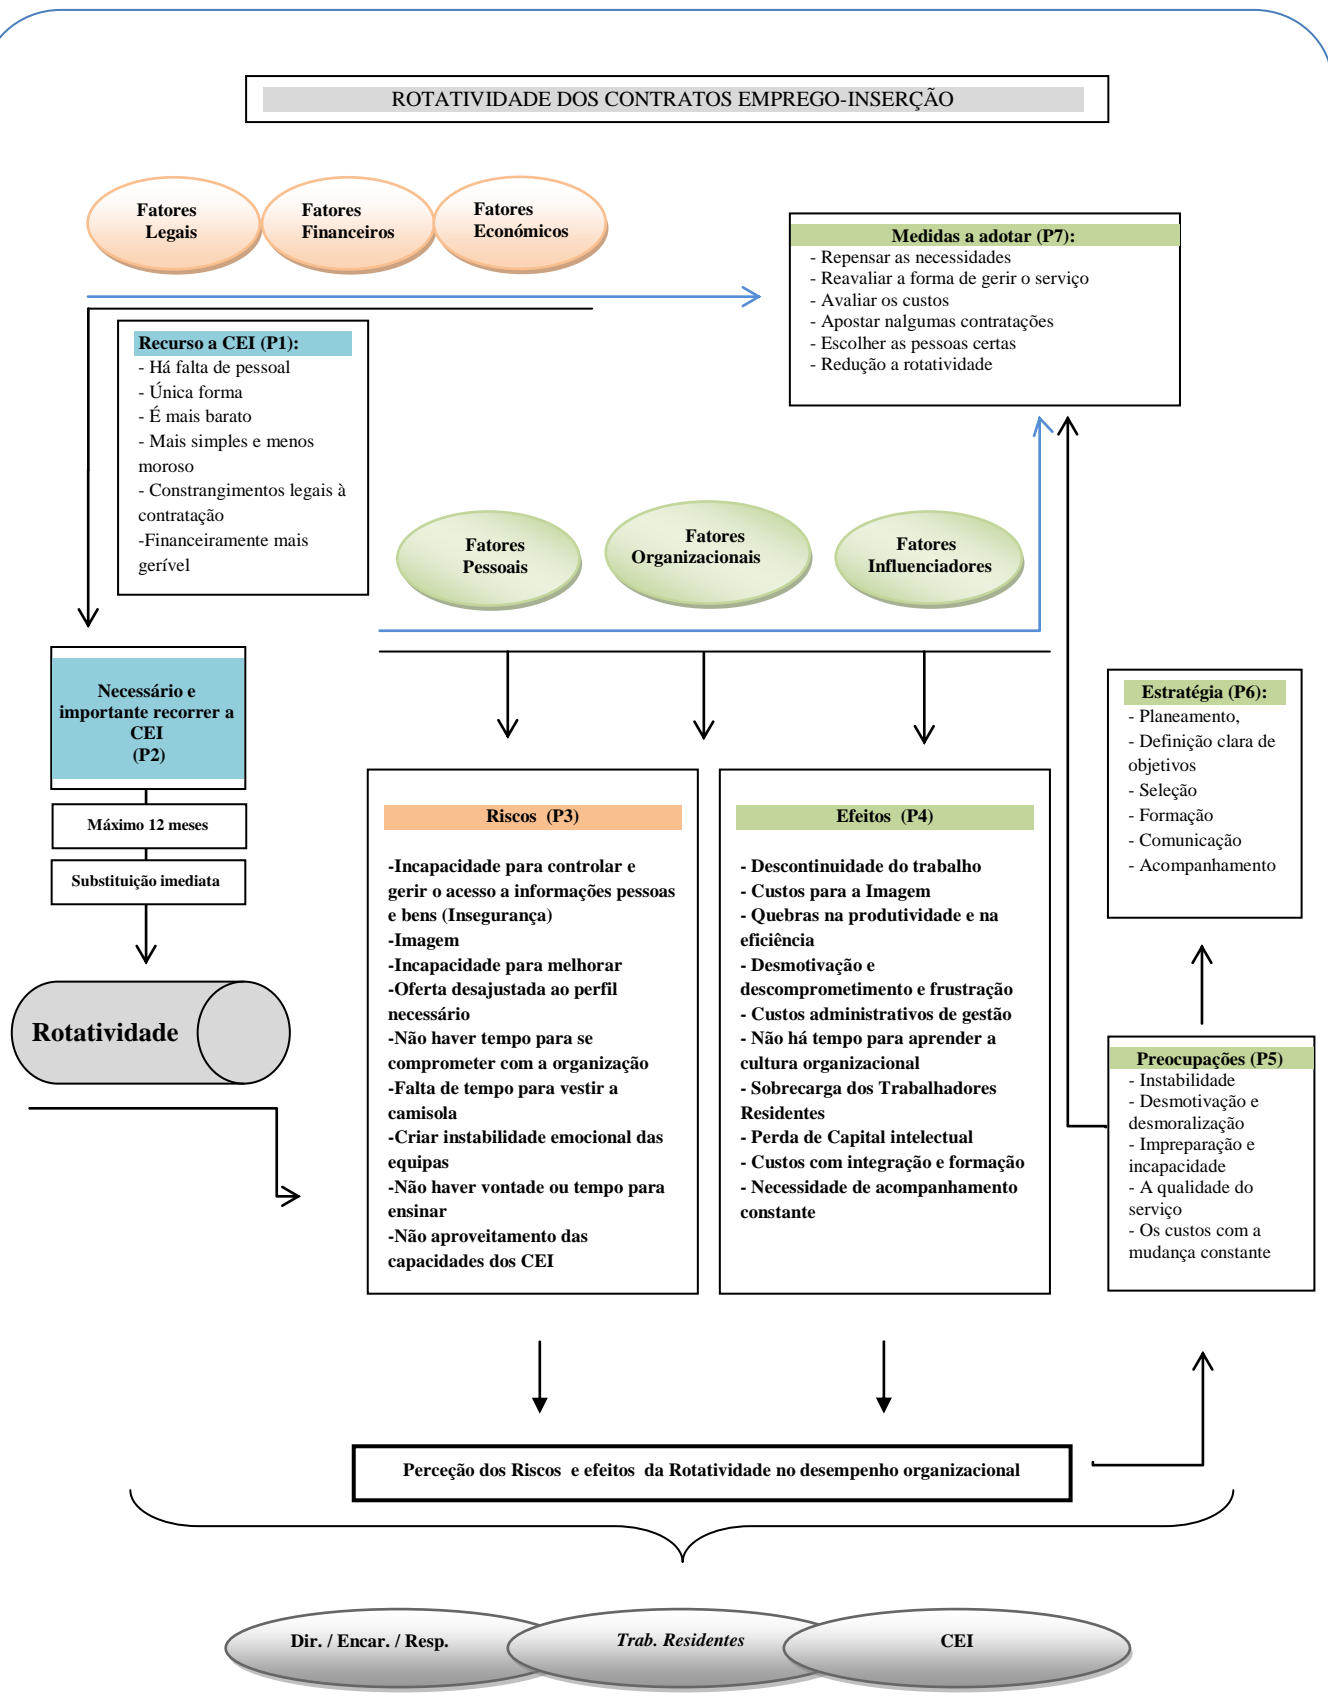 ROTATIVIDADE DOS CONTRATOS EMPREGO-INSERÇÃO
Fatores
Legais
Fatores
Financeiros
Fatores
Económicos
Medidas a adotar (P7):
- Repensar as necessidades
- Reavaliar a forma de gerir o serviço
- Avaliar os custos
- Apostar nalgumas contratações
- Escolher as pessoas certas
- Redução a rotatividade
Recurso a CEI (P1):
- Há falta de pessoal
- Única forma
- É mais barato
- Mais simples e menos
moroso
- Constrangimentos legais à
contratação
-Financeiramente mais
gerível
Fatores
Pessoais
Fatores
Organizacionais
Fatores
Influenciadores
Necessário e
importante recorrer a
CEI
(P2)
Máximo 12 meses
Substituição imediata
Rotatividade
Riscos (P3)
-Incapacidade para controlar e
gerir o acesso a informações pessoas
e bens (Insegurança)
-Imagem
-Incapacidade para melhorar
-Oferta desajustada ao perfil
necessário
-Não haver tempo para se
comprometer com a organização
-Falta de tempo para vestir a
camisola
-Criar instabilidade emocional das
equipas
-Não haver vontade ou tempo para
ensinar
-Não aproveitamento das
capacidades dos CEI
Efeitos (P4)
- Descontinuidade do trabalho
- Custos para a Imagem
- Quebras na produtividade e na
eficiência
- Desmotivação e
descomprometimento e frustração
- Custos administrativos de gestão
- Não há tempo para aprender a
cultura organizacional
- Sobrecarga dos Trabalhadores
Residentes
- Perda de Capital intelectual
- Custos com integração e formação
- Necessidade de acompanhamento
constante
Estratégia (P6):
- Planeamento,
- Definição clara de
objetivos
- Seleção
- Formação
- Comunicação
- Acompanhamento
Preocupações (P5)
- Instabilidade
- Desmotivação e
desmoralização
- Impreparação e
incapacidade
- A qualidade do
serviço
- Os custos com a
mudança constante
Perceção dos Riscos e efeitos da Rotatividade no desempenho organizacional
Dir. / Encar. / Resp.
Trab. Residentes
CEI